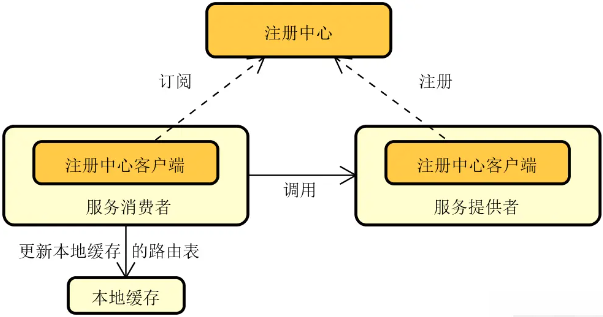 注册中心
订阅
注册
注册中心客户端
注册中心客户端
服务消费者
调用
服务提供者
更新本地缓存的路由表
本地缓存